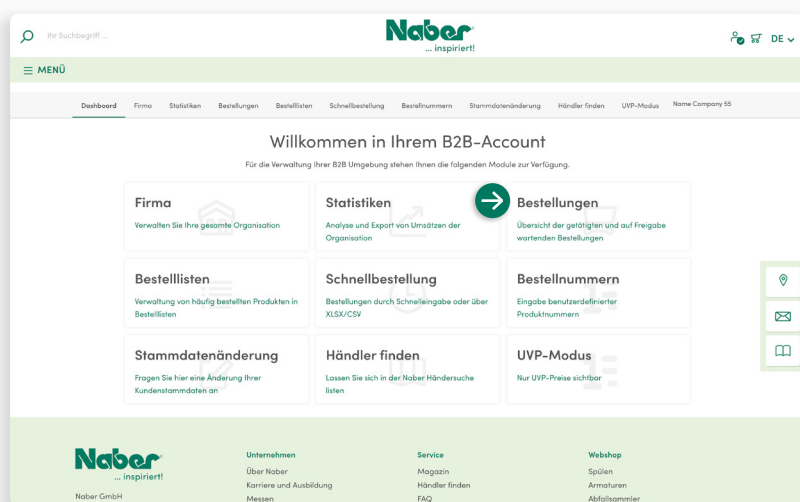 Ihr Suchbegriff ...
Naber
... inspiriert!
DE
MENÜ
Dashboard Firma Statistiken Bestellungen Bestelllisten Schnellbestellung Bestellnummern Stammdatenänderung Händler finden UVP-Modus Name Company 55
Willkommen in Ihrem B2B-Account
Für die Verwaltung Ihrer B2B Umgebung stehen Ihnen die folgenden Module zur Verfügung.
Firma
Verwalten Sie Ihre gesamte Organisation
Statistiken
Analyse und Export von Umsätzen der
Organisation
Bestellungen
Übersicht der getätigten und auf Freigabe
wartenden Bestellungen
Bestelllisten
Verwaltung von häufig bestellten Produkten in
Bestelllisten
Schnellbestellung
Bestellungen durch Schnelleingabe oder über
XLSX/CSV
Bestellnummern
Eingabe benutzerdefinierter
Produktnummern
Stammdatenänderung
Fragen Sie hier eine Änderung Ihrer
Kundenstammdaten an
Händler finden
Lassen Sie sich in der Naber Händersuche
listen
UVP-Modus
Nur UVP-Preise sichtbar
Naber
... inspiriert!
Naber GmbH
Unternehmen
Über Naber
Karriere und Ausbildung
Messen
Service
Magazin
Händler finden
FAQ
Webshop
Spülen
Armaturen
Abfallsammler